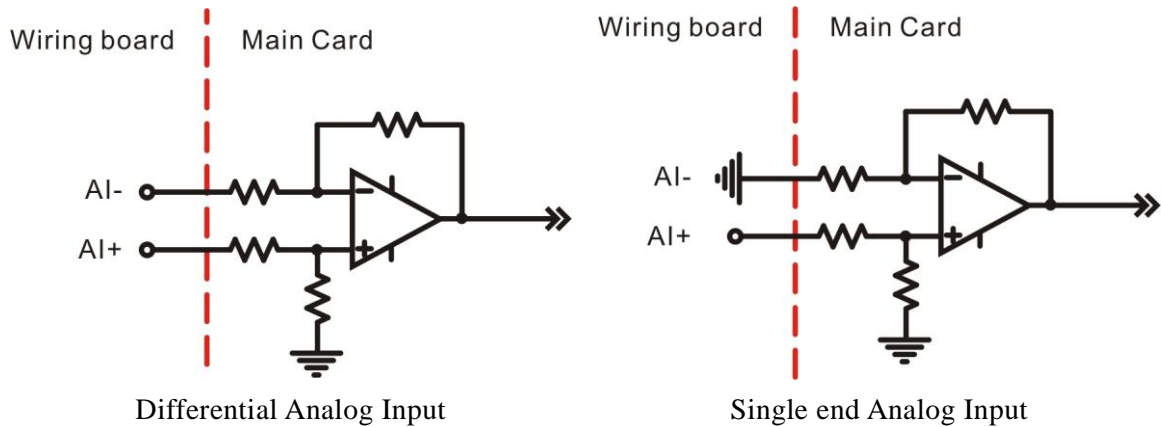 Wiring board
Main Card
AI-
AI+
Differential Analog Input
Wiring board
Main Card
AI-
AI+
Single end Analog Input